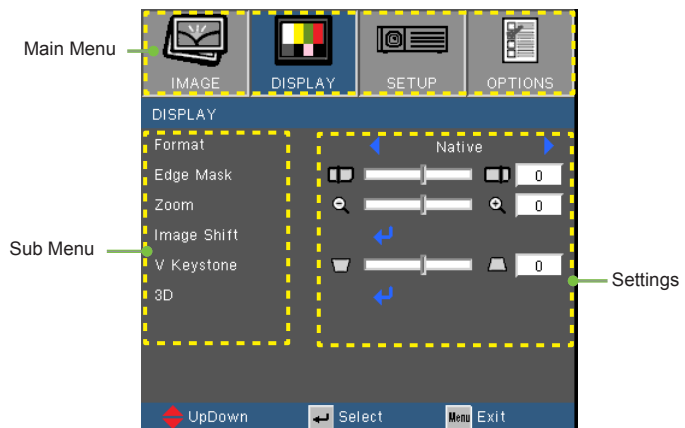 Main Menu
IMAGE DISPLAY SETUP OPTIONS
DISPLAY
Format Native
Edge Mask 0
Zoom 0
Image Shift
Sub Menu
V Keystone 0
Settings
3D
UpDown Select Menu Exit